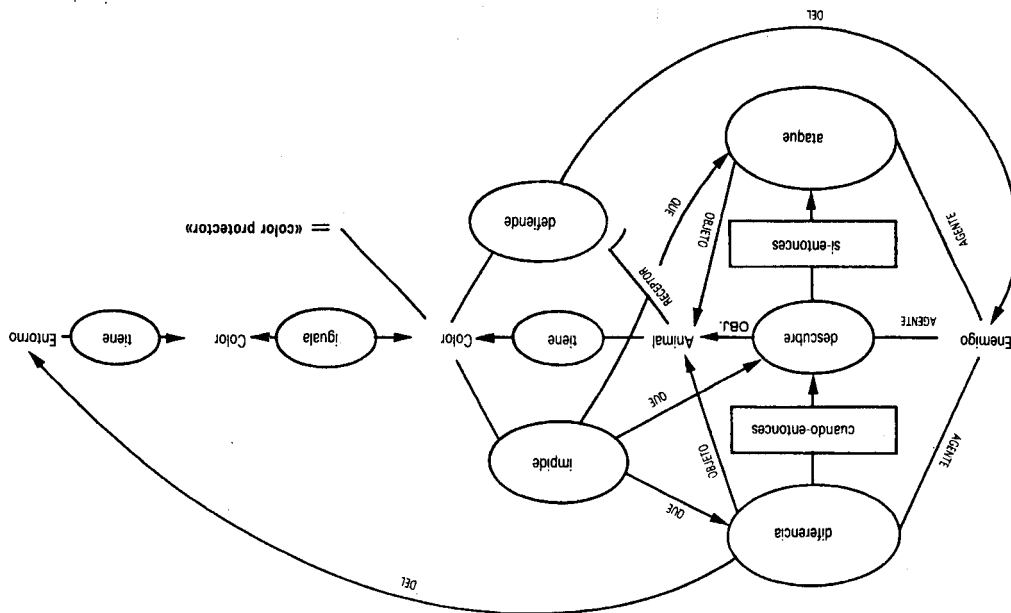 DEL
diferencia
QUE
impide
AGENTE
OBJETO
cuando-entonces
QUE
Enemigo
AGENTE
descubre
OBJ.
Animal
tiene
Color
iguala
Color
tiene
Entorno
RECEPTOR
si-entonces
defiende
= «color protector»
AGENTE
OBJETO
QUE
ataque
DEL